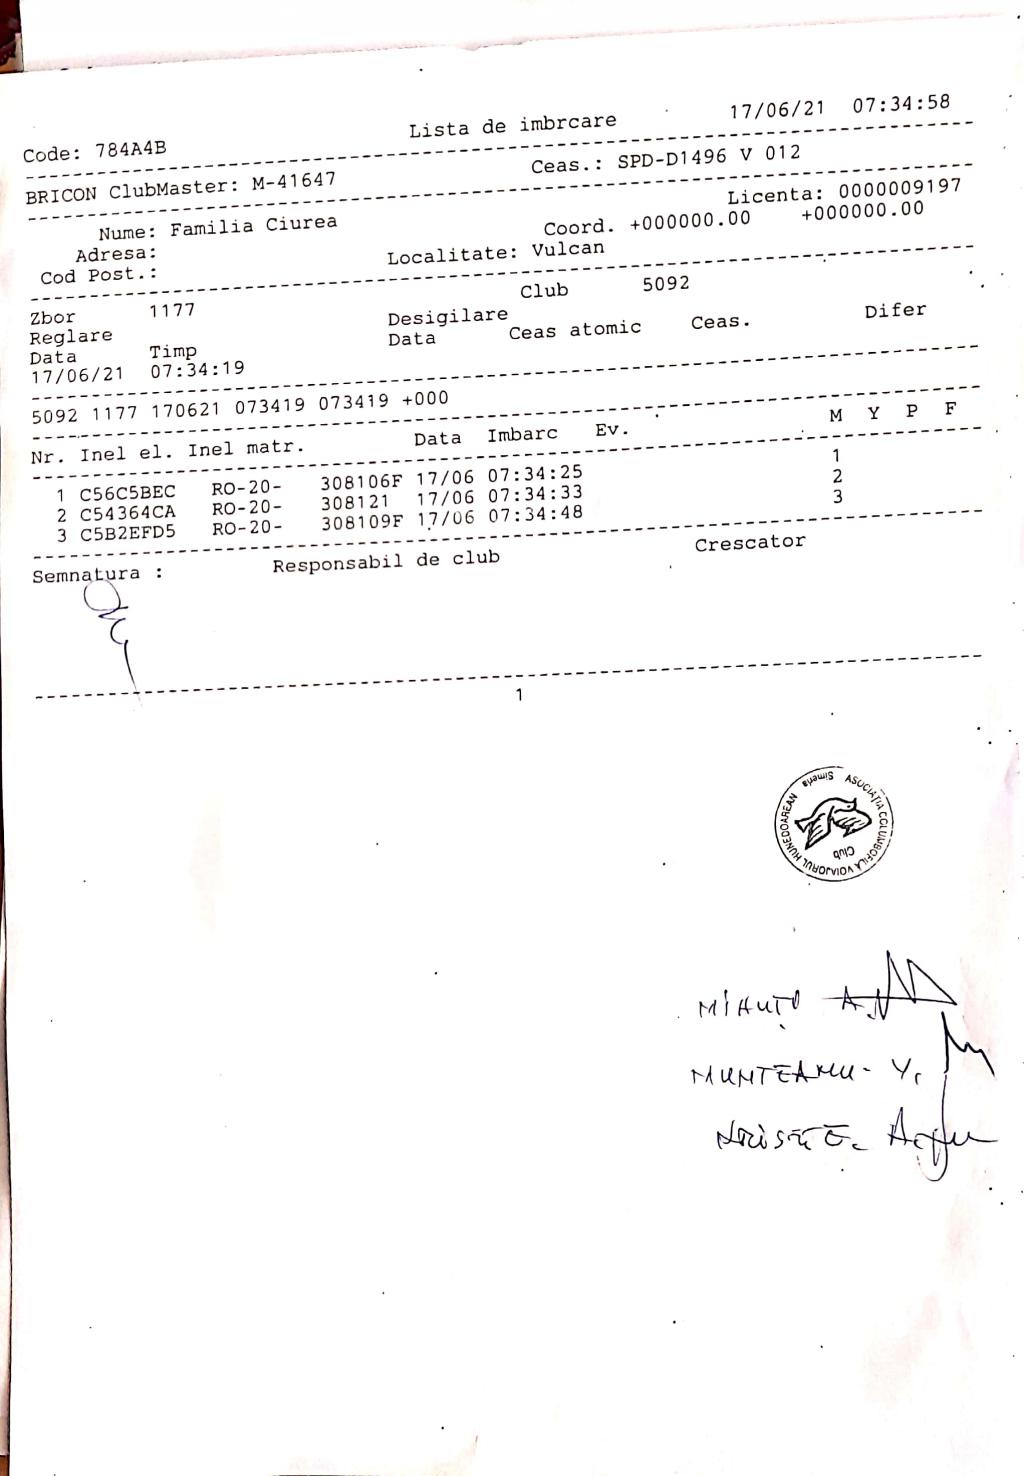 Lista de imbrcare 17/06/21 07:34:58
Code: 784A4B
BRICON ClubMaster: M-41647 Ceas.: SPD-D1496 V 012
Licenta: 0000009197
Nume: Familia Ciurea Coord. +000000.00 +000000.00
Adresa:
Cod Post.: Localitate: Vulcan
Club 5092
Zbor 1177
Reglare Desigilare
Data Timp Data Ceas atomic Ceas. Difer
17/06/21 07:34:19
5092 1177 170621 073419 073419 +000
Nr. Inel el. Inel matr. Data Imbarc Ev. M Y P F
1 C56C5BEC RO-20- 308106F 17/06 07:34:25 1
2 C54364CA RO-20- 308121 17/06 07:34:33 2
3 C5B2EFD5 RO-20- 308109F 17/06 07:34:48 3
Semnatura : Responsabil de club Crescator
1
ASOCIAȚIA COLUMBOFILĂ VOIAJORUL HUNEDOAREAN
Simeria
Club
MIHUȚ A.
MUNTEANU